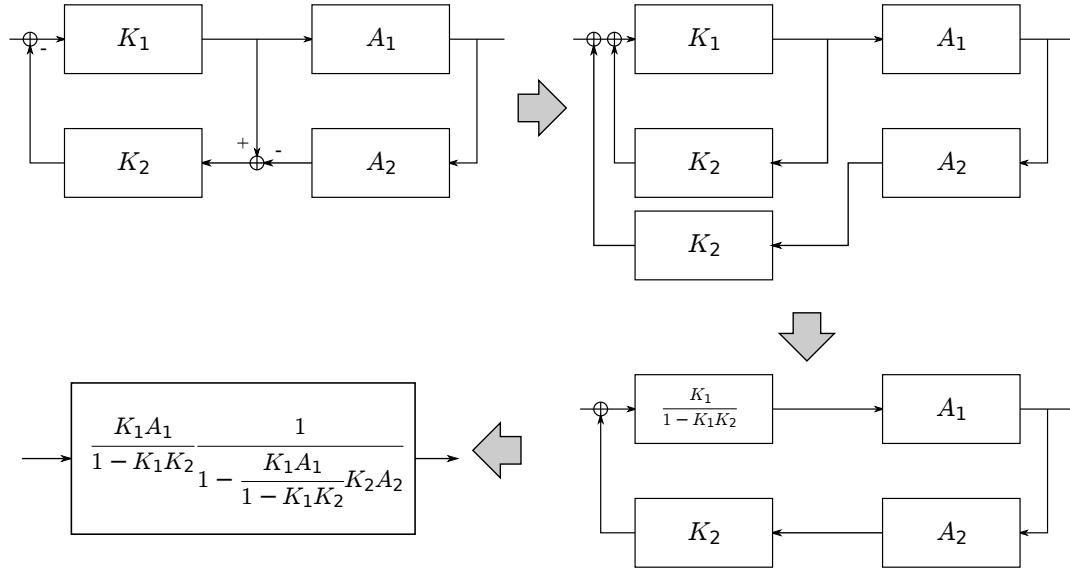 K₁
A₁
-
K₂
+
-
A₂
K₁
A₁
K₂
A₂
K₂
K₁
1 − K₁K₂
A₁
K₂
A₂
K₁A₁
1 − K₁K₂
1
1 − K₁A₁
1 − K₁K₂
K₂A₂